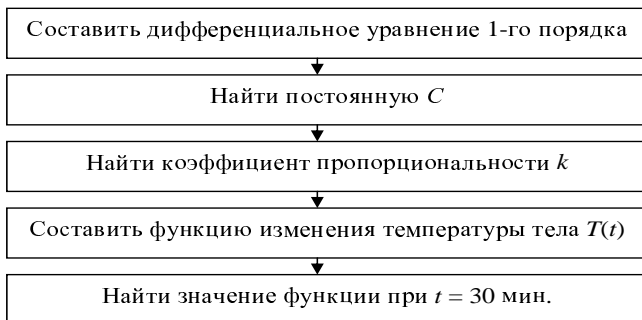 Составить дифференциальное уравнение 1-го порядка
Найти постоянную C
Найти коэффициент пропорциональности k
Составить функцию изменения температуры тела T(t)
Найти значение функции при t = 30 мин.